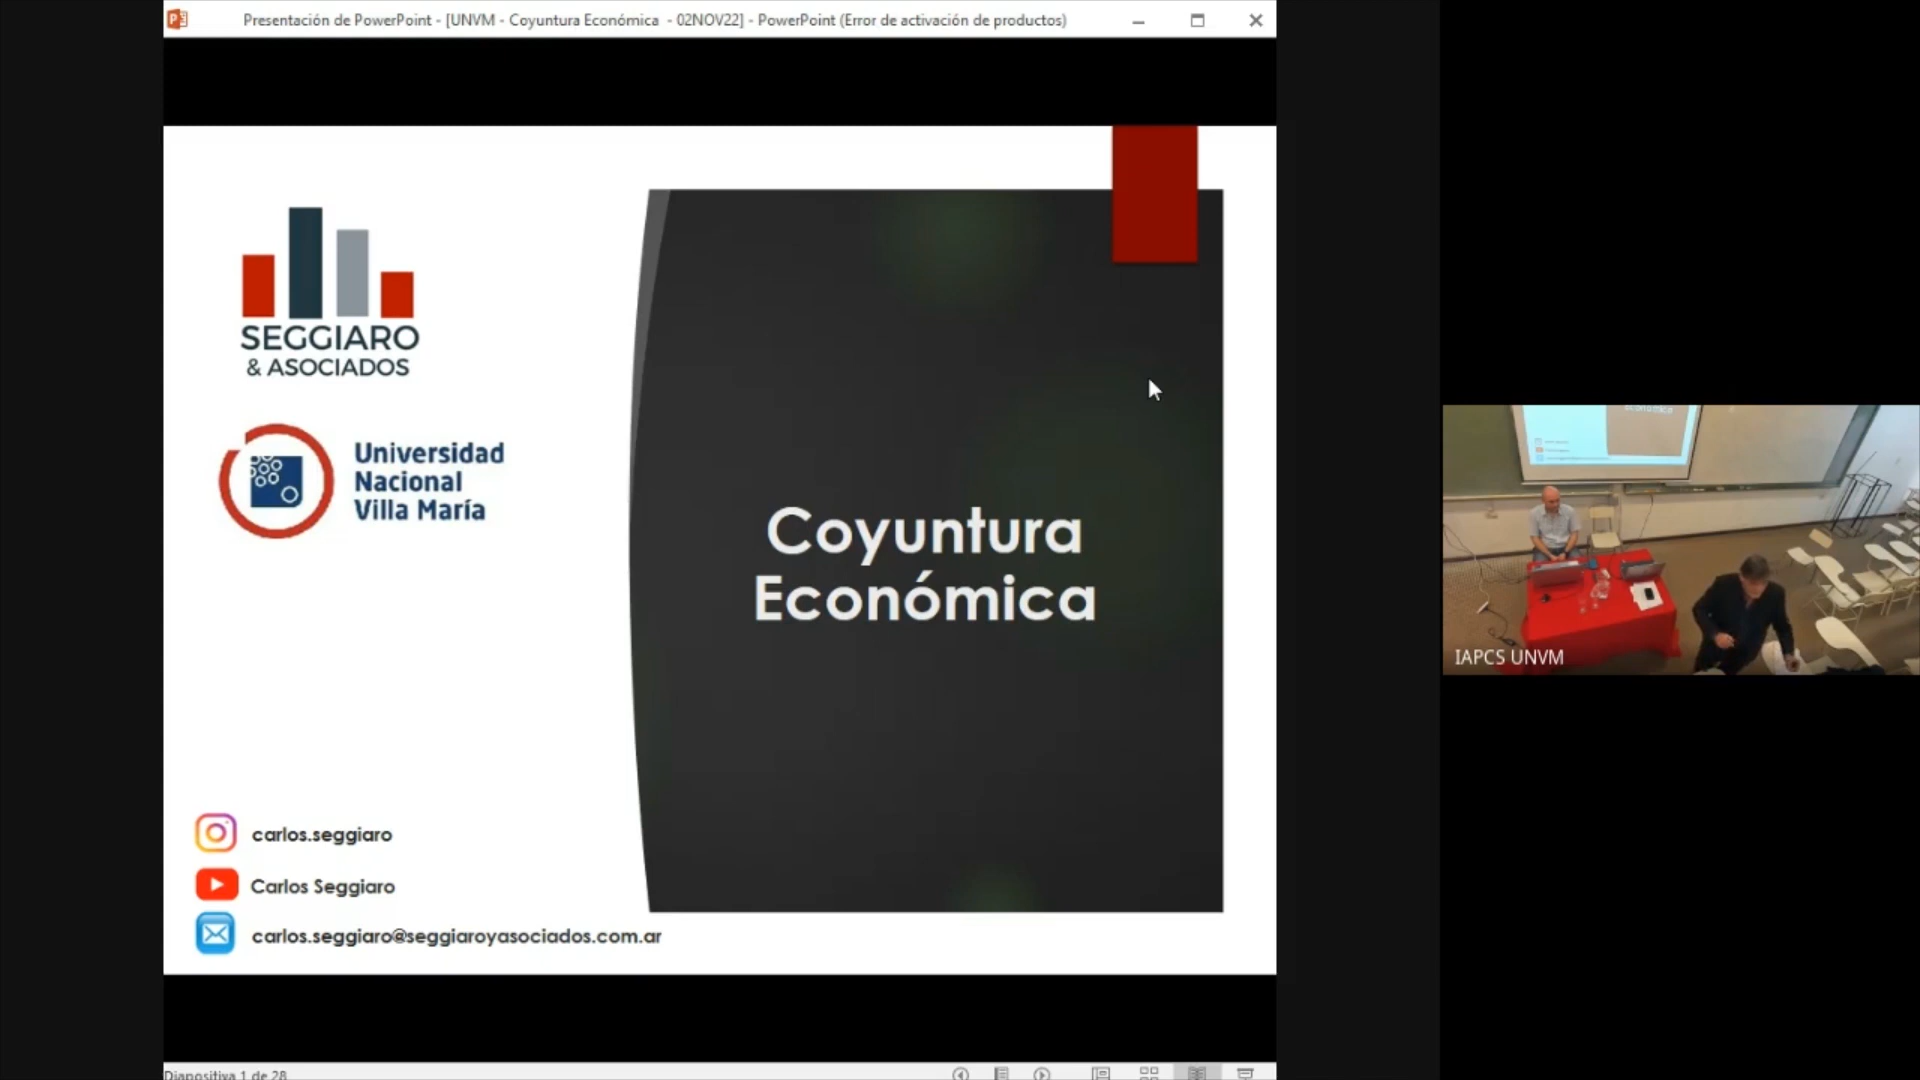 Presentación de PowerPoint - [UNVM - Coyuntura Económica - 02NOV22] - PowerPoint (Error de activación de productos)
SEGGIARO
& ASOCIADOS
Universidad
Nacional
Villa María
Coyuntura
Económica
carlos.seggiaro
Carlos Seggiaro
carlos.seggiaro@seggiaroyasociados.com.ar
Diapositiva 1 de 28
Económica
IAPCS UNVM